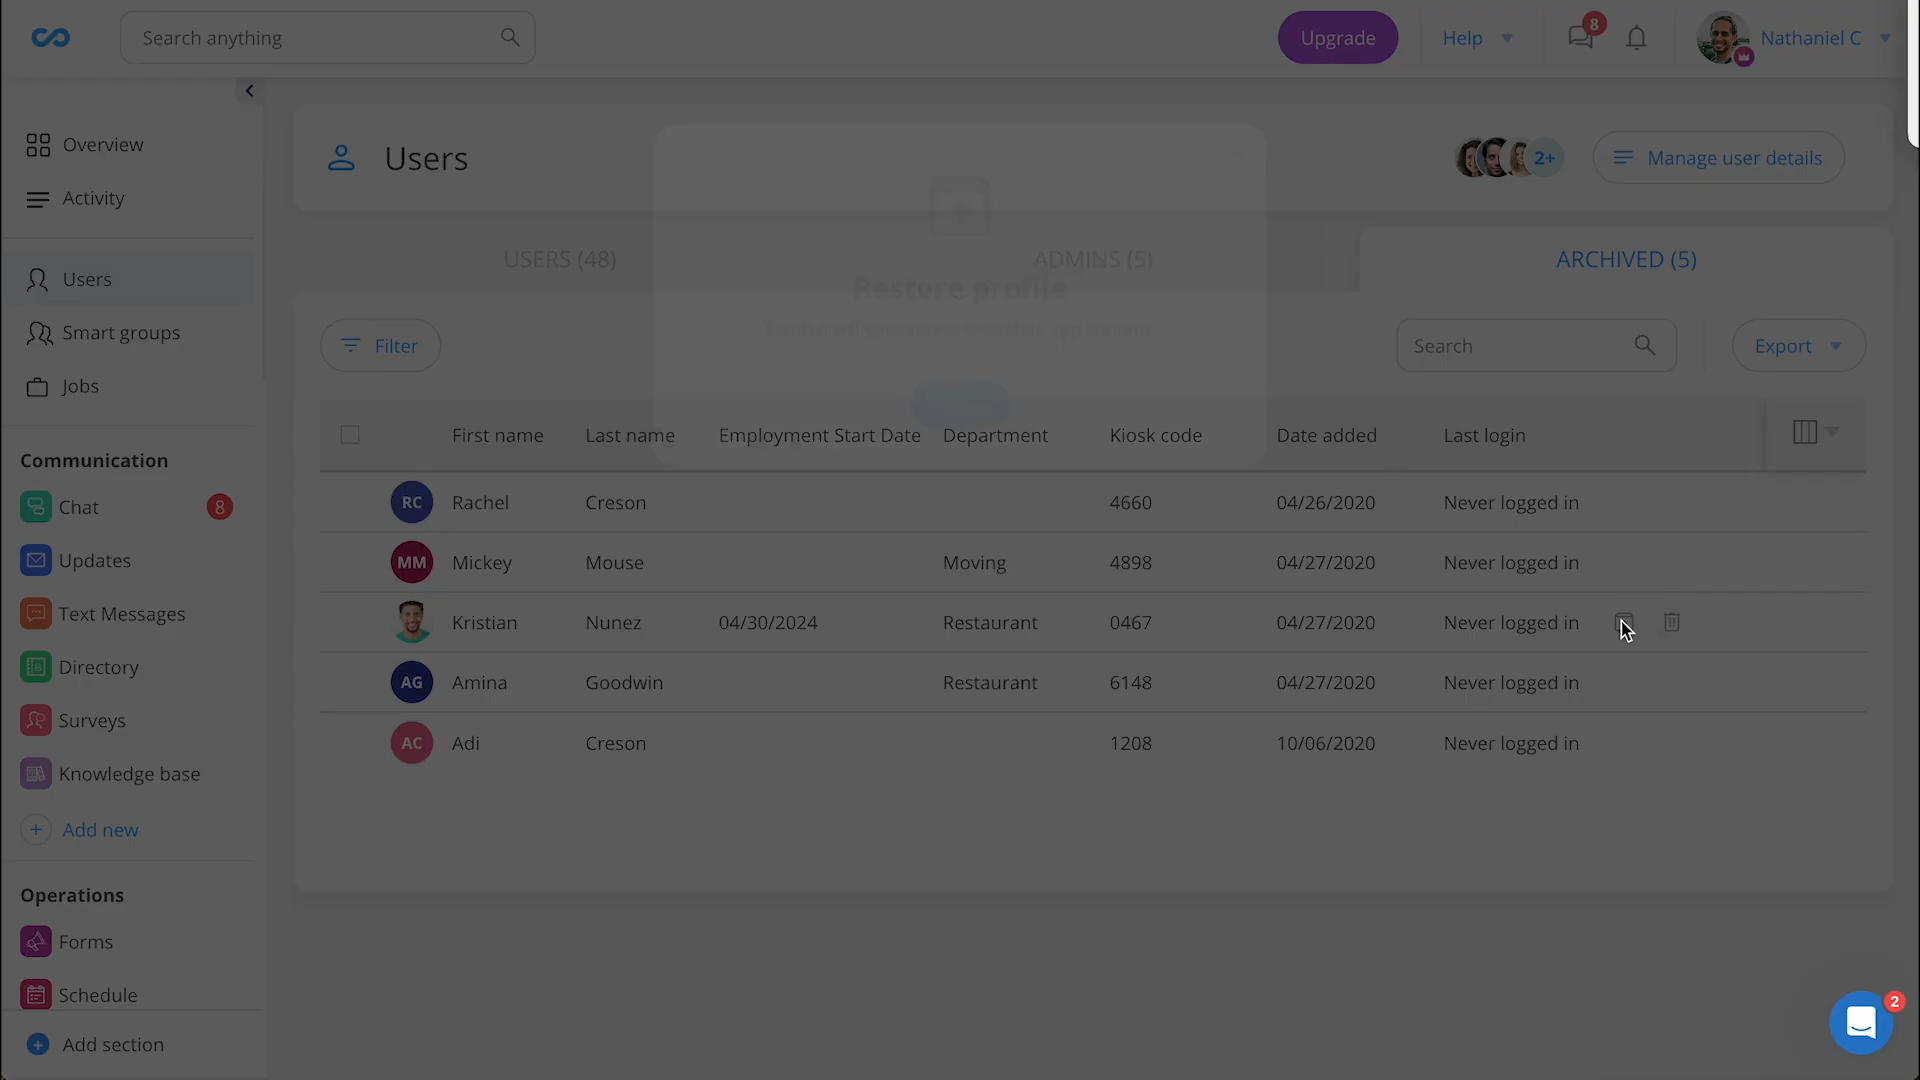 Search anything
Upgrade
Help
8
Nathaniel C
Overview
Activity
Users
Smart groups
Jobs
Communication
Chat
8
Updates
Text Messages
Directory
Surveys
Knowledge base
Add new
Operations
Forms
Schedule
Add section
Users
2+
Manage user details
USERS (48)
ADMINS (5)
ARCHIVED (5)
Restore profile
Filter
Search
Export
First name Last name Employment Start Date Department Kiosk code Date added Last login
RC Rachel Creson 4660 04/26/2020 Never logged in
MM Mickey Mouse Moving 4898 04/27/2020 Never logged in
Kristian Nunez 04/30/2024 Restaurant 0467 04/27/2020 Never logged in
AG Amina Goodwin Restaurant 6148 04/27/2020 Never logged in
AC Adi Creson 1208 10/06/2020 Never logged in
2